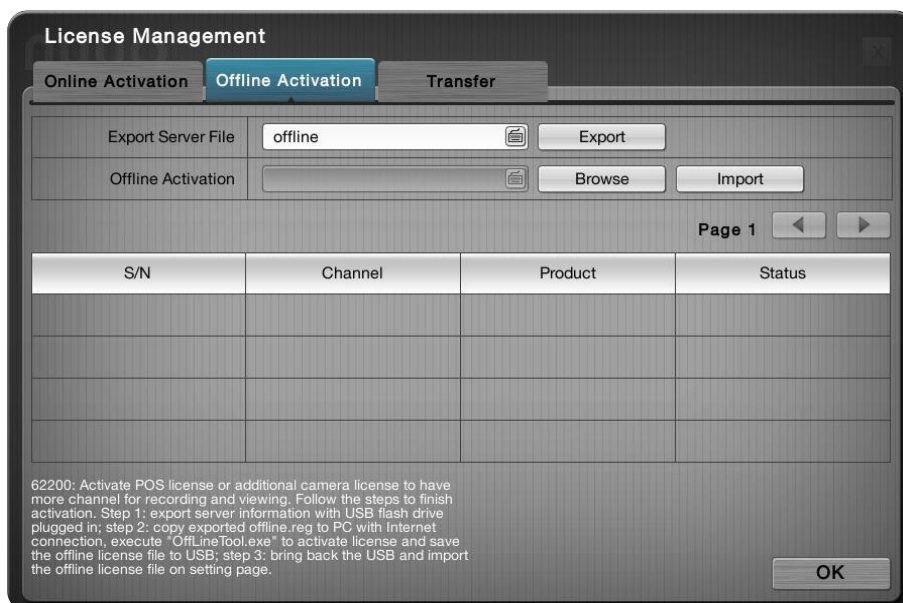 License Management
Online Activation Offline Activation Transfer
Export Server File offline Export
Offline Activation Browse Import
Page 1
S/N Channel Product Status
62200: Activate POS license or additional camera license to have
more channel for recording and viewing. Follow the steps to finish
activation. Step 1: export server information with USB flash drive
plugged in; step 2: copy exported offline.reg to PC with Internet
connection, execute "OffLineTool.exe" to activate license and save
the offline license file to USB; step 3: bring back the USB and import
the offline license file on setting page.
OK